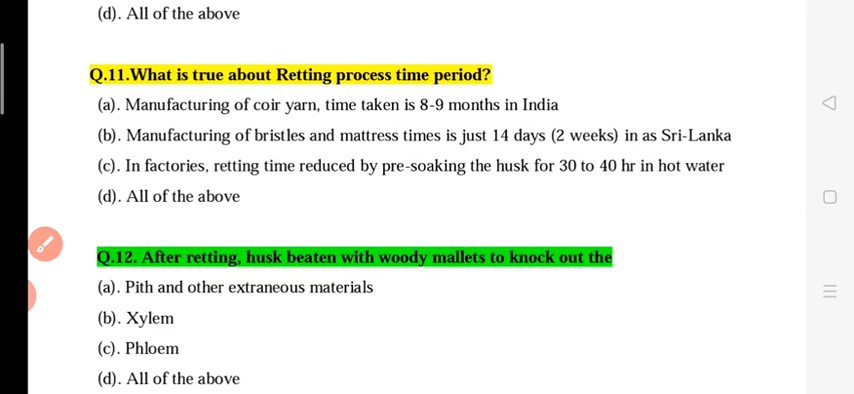 (d). All of the above
Q.11.What is true about Retting process time period?
(a). Manufacturing of coir yarn, time taken is 8-9 months in India
(b). Manufacturing of bristles and mattress times is just 14 days (2 weeks) in as Sri-Lanka
(c). In factories, retting time reduced by pre-soaking the husk for 30 to 40 hr in hot water
(d). All of the above
Q.12. After retting, husk beaten with woody mallets to knock out the
(a). Pith and other extraneous materials
(b). Xylem
(c). Phloem
(d). All of the above